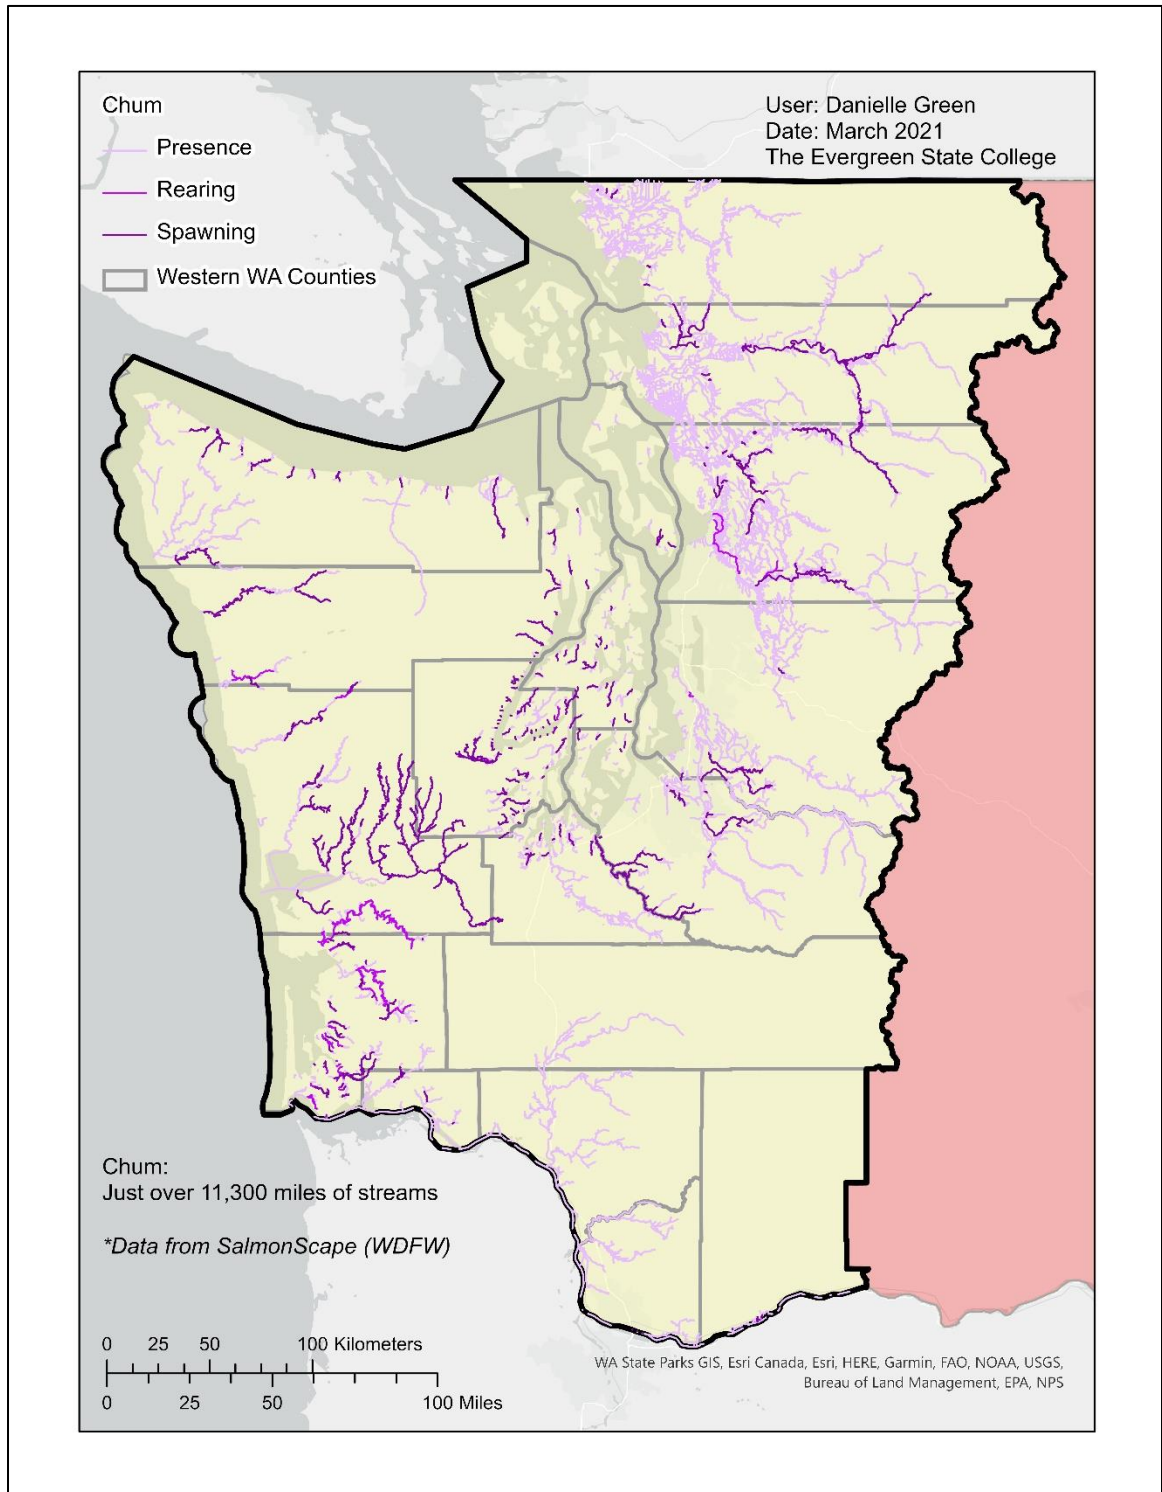 Chum
Presence
Rearing
Spawning
Western WA Counties
User: Danielle Green
Date: March 2021
The Evergreen State College
Chum:
Just over 11,300 miles of streams
*Data from SalmonScape (WDFW)
0 25 50 100 Kilometers
0 25 50 100 Miles
WA State Parks GIS, Esri Canada, Esri, HERE, Garmin, FAO, NOAA, USGS,
Bureau of Land Management, EPA, NPS